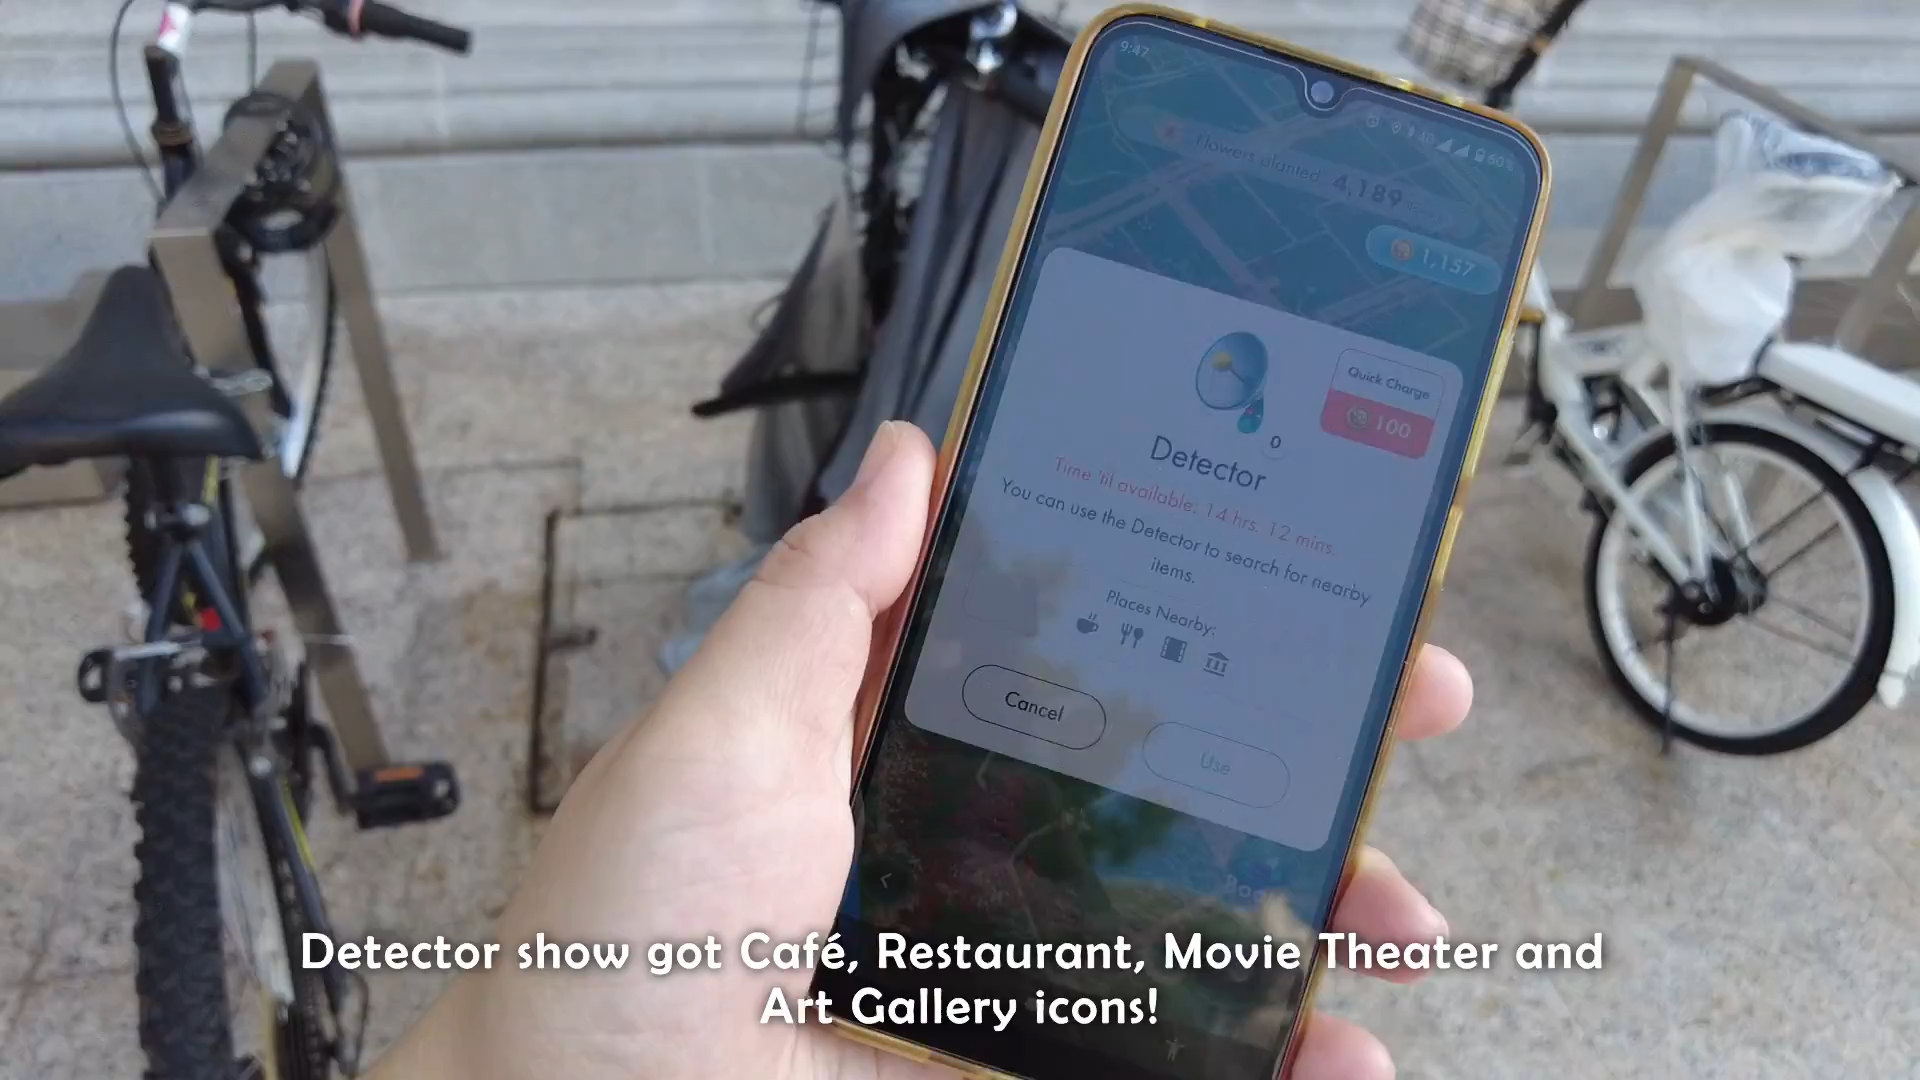 9:47
4G
60%
Flowers planted 4,189
1,157
Quick Charge
100
0
Detector
Time 'til available: 14 hrs. 12 mins.
You can use the Detector to search for nearby
items.
Places Nearby:
Cancel
Use
Detector show got Café, Restaurant, Movie Theater and
Art Gallery icons!